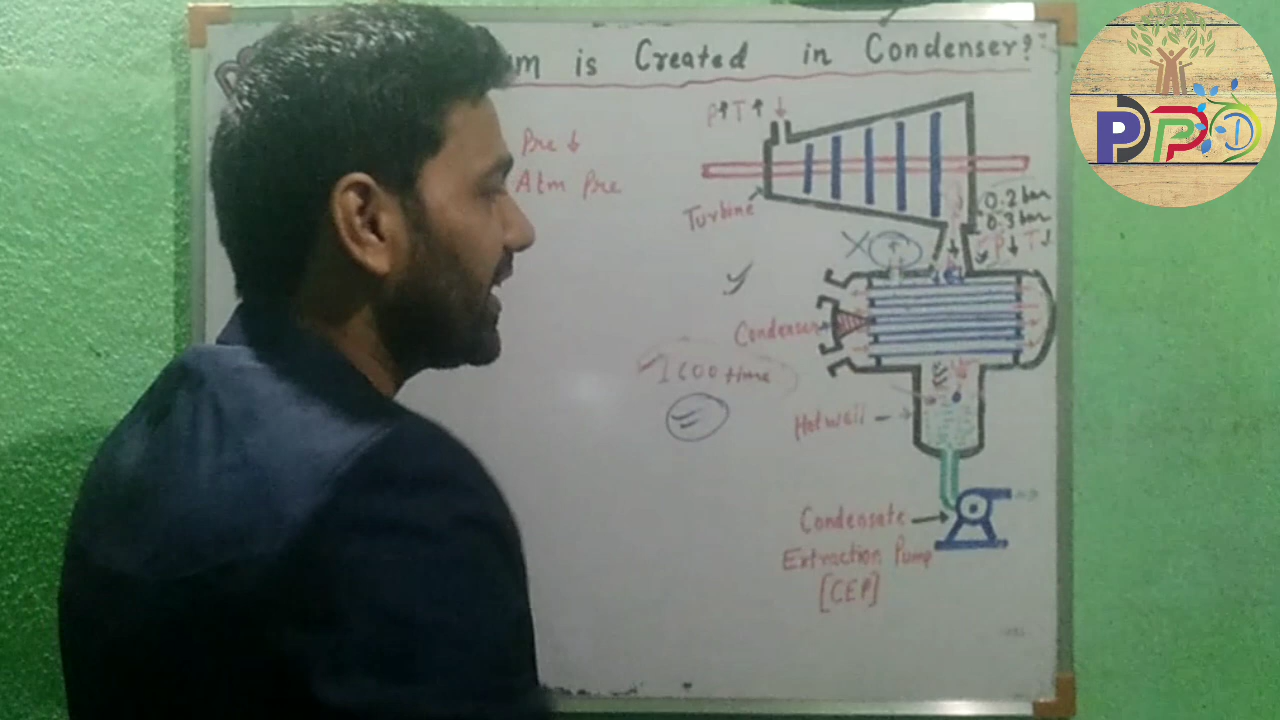 is Created in Condenser?
P↑ T↑ ↓
Pre ↓
Atm Pre
Turbine
0.2 bar
0.3 bar
P↓ T↓
Condenser
1600 time
Hotwell
Condensate
Extraction Pump
[CEP]
PPD